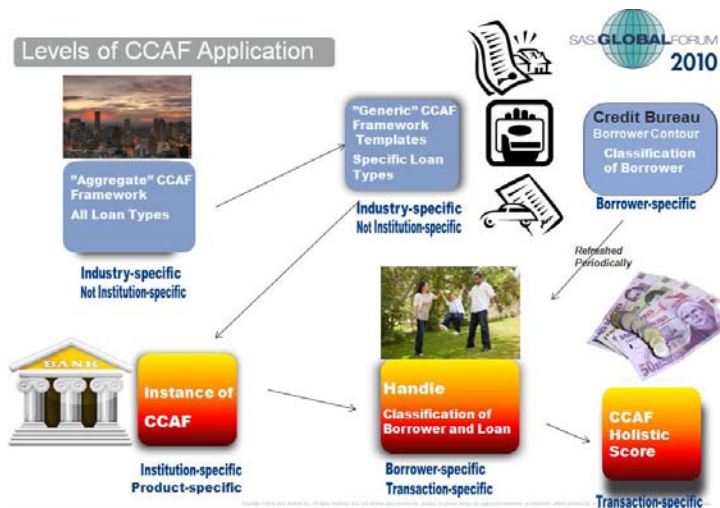 Levels of CCAF Application
SAS GLOBALFORUM
2010
"Aggregate" CCAF
Framework
All Loan Types
Industry-specific
Not Institution-specific
"Generic" CCAF
Framework
Templates
Specific Loan
Types
Industry-specific
Not Institution-specific
Credit Bureau
Borrower Contour
Classification
of Borrower
Borrower-specific
Refreshed
Periodically
BANK
Instance of
CCAF
Institution-specific
Product-specific
Handle
Classification of
Borrower and Loan
Borrower-specific
Transaction-specific
50
CCAF
Holistic
Score
Transaction-specific